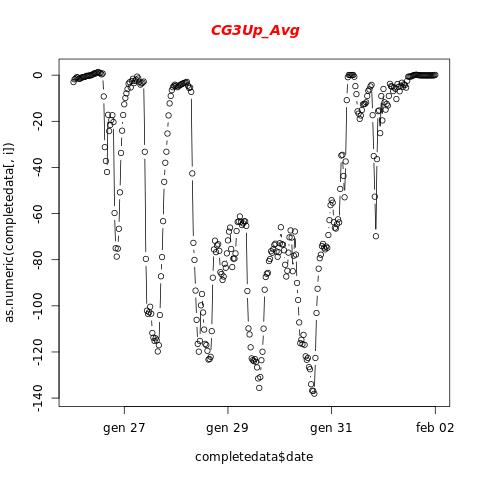 CG3Up_Avg
as.numeric(completedata[, i])
0
-20
-40
-60
-80
-100
-120
-140
gen 27
gen 29
gen 31
feb 02
completedata$date